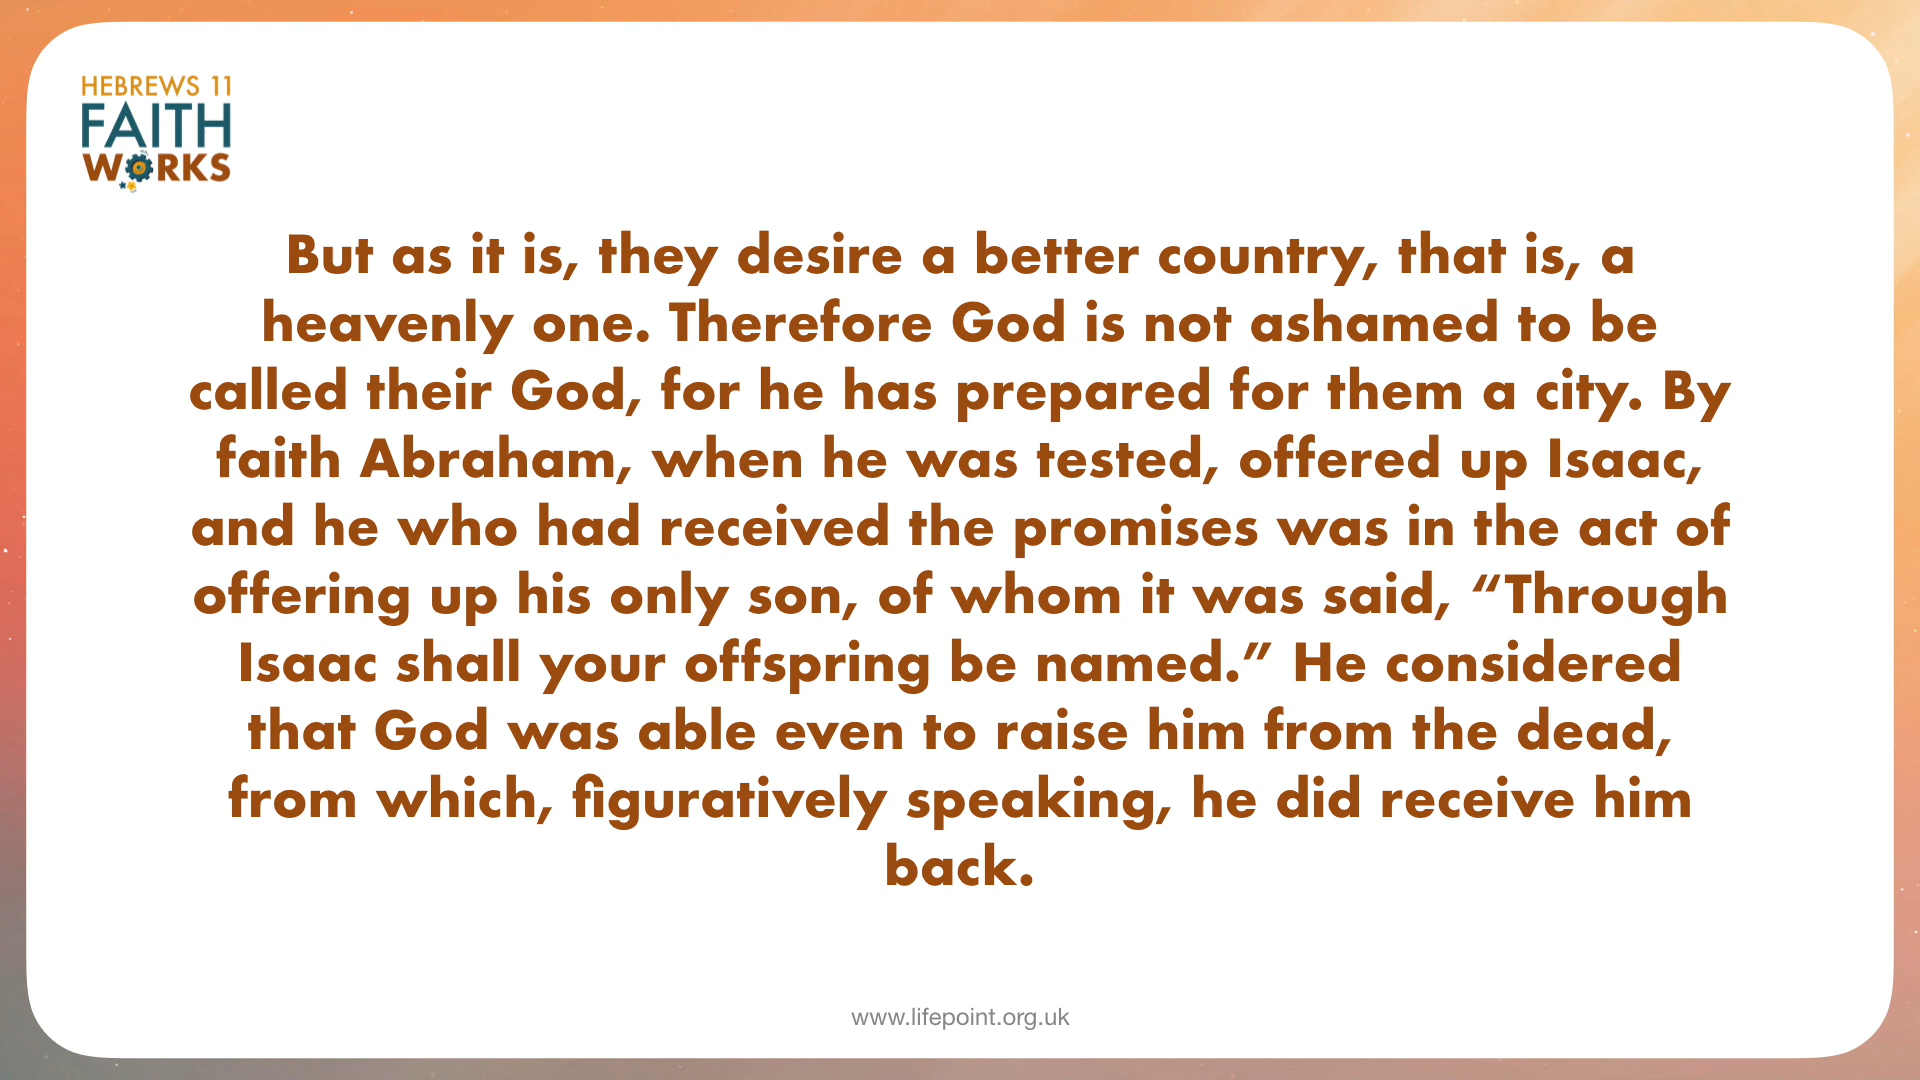 HEBREWS 11
FAITH
WORKS
But as it is, they desire a better country, that is, a
heavenly one. Therefore God is not ashamed to be
called their God, for he has prepared for them a city. By
faith Abraham, when he was tested, offered up Isaac,
and he who had received the promises was in the act of
offering up his only son, of whom it was said, “Through
Isaac shall your offspring be named.” He considered
that God was able even to raise him from the dead,
from which, figuratively speaking, he did receive him
back.
www.lifepoint.org.uk